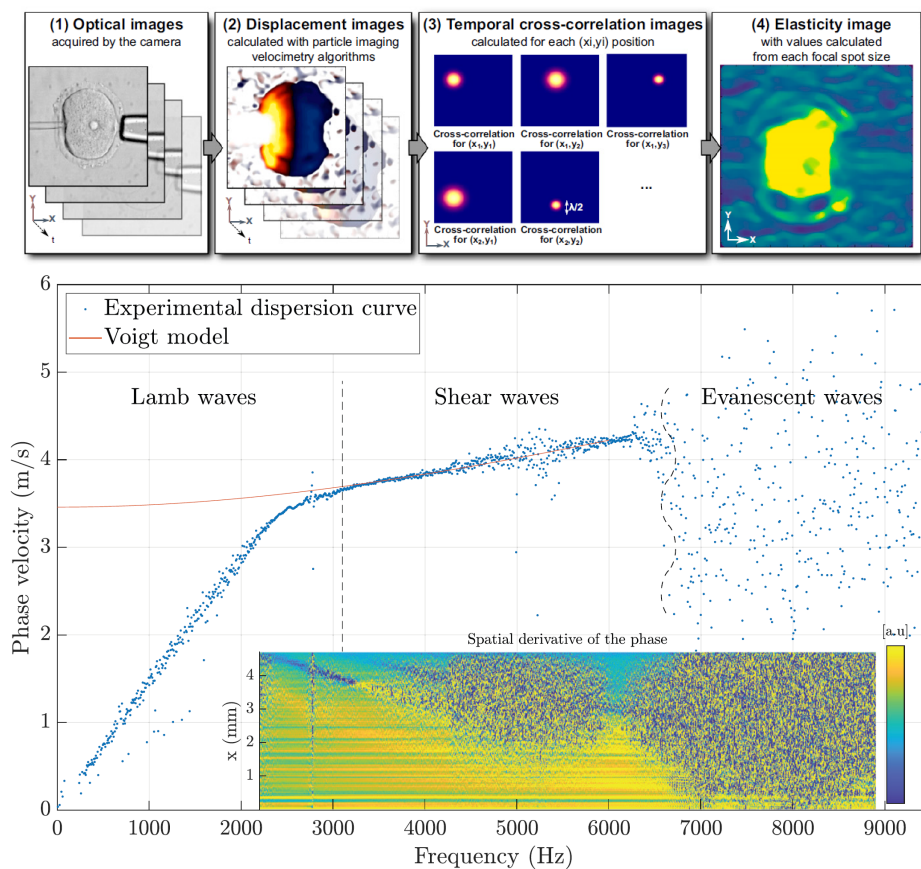 (1) Optical images
acquired by the camera
Y
X
t
(2) Displacement images
calculated with particle imaging
velocimetry algorithms
Y
X
t
(3) Temporal cross-correlation images
calculated for each (xi,yi) position
Cross-correlation
for (x₁,y₁)
Cross-correlation
for (x₁,y₂)
Cross-correlation
for (x₁,y₃)
λ/2
...
Cross-correlation
for (x₂,y₁)
Cross-correlation
for (x₂,y₂)
Y
X
(4) Elasticity image
with values calculated
from each focal spot size
Y
X
Experimental dispersion curve
Voigt model
Lamb waves
Shear waves
Evanescent waves
Phase velocity (m/s)
6
5
4
3
2
1
0
Spatial derivative of the phase
[a.u].
x (mm)
4
3
2
1
0 1000 2000 3000 4000 5000 6000 7000 8000 9000
Frequency (Hz)